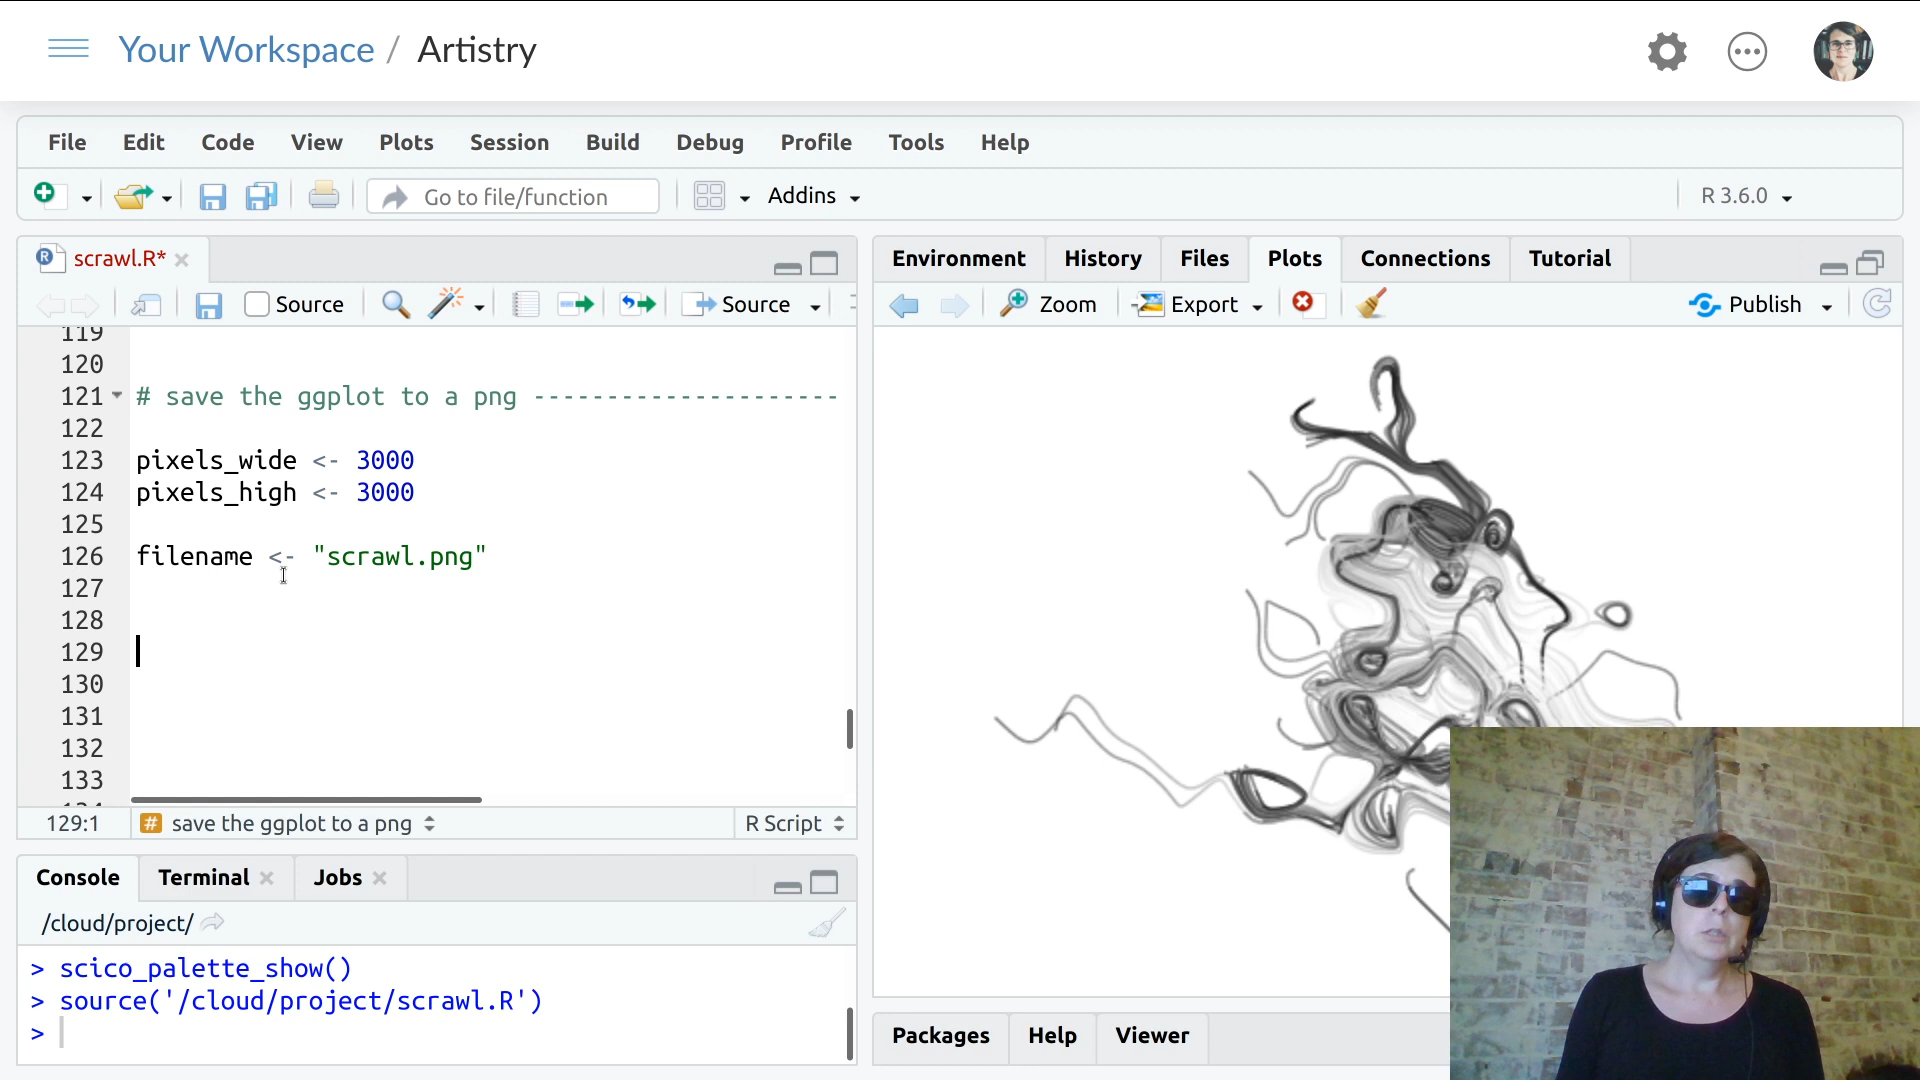 Your Workspace / Artistry
File Edit Code View Plots Session Build Debug Profile Tools Help
Go to file/function Addins R 3.6.0
scrawl.R*
Source Source
119
120
121 # save the ggplot to a png ---------------------
122
123 pixels_wide <- 3000
124 pixels_high <- 3000
125
126 filename <- "scrawl.png"
127
128
129
130
131
132
133
129:1 # save the ggplot to a png R Script
Console Terminal Jobs
/cloud/project/
> scico_palette_show()
> source('/cloud/project/scrawl.R')
>
Environment History Files Plots Connections Tutorial
Zoom Export Publish
Packages Help Viewer